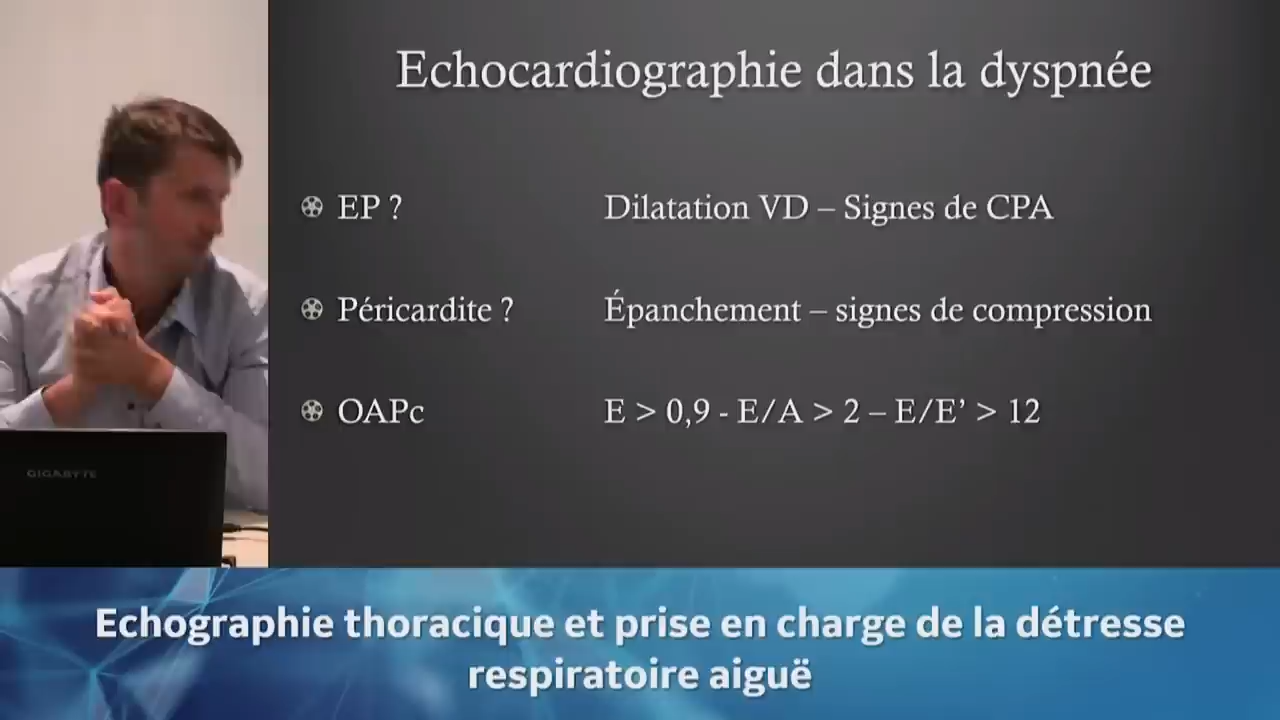 Echocardiographie dans la dyspnée
EP ? Dilatation VD – Signes de CPA
Péricardite ? Épanchement – signes de compression
OAPc E > 0,9 - E/A > 2 – E/E’ > 12
GIGABYTE
Echographie thoracique et prise en charge de la détresse
respiratoire aiguë